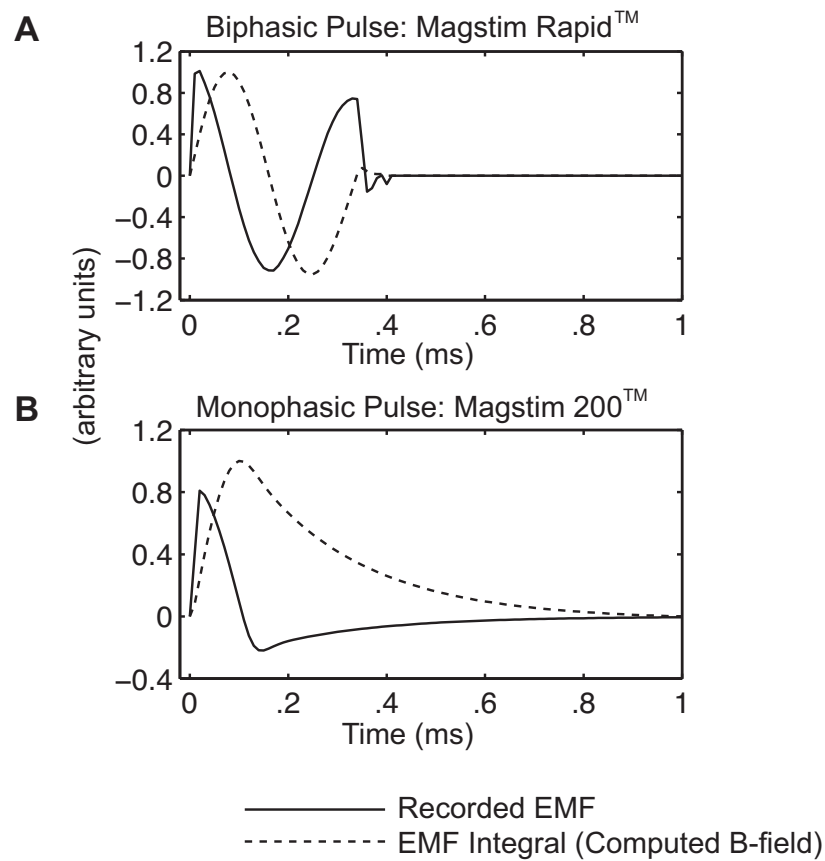 A
Biphasic Pulse: Magstim Rapid™
1.2
0.8
0.4
0
−0.4
−0.8
−1.2
0 .2 .4 .6 .8 1
Time (ms)
(arbitrary units)
B
Monophasic Pulse: Magstim 200™
1.2
0.8
0.4
0
−0.4
0 .2 .4 .6 .8 1
Time (ms)
Recorded EMF
EMF Integral (Computed B-field)